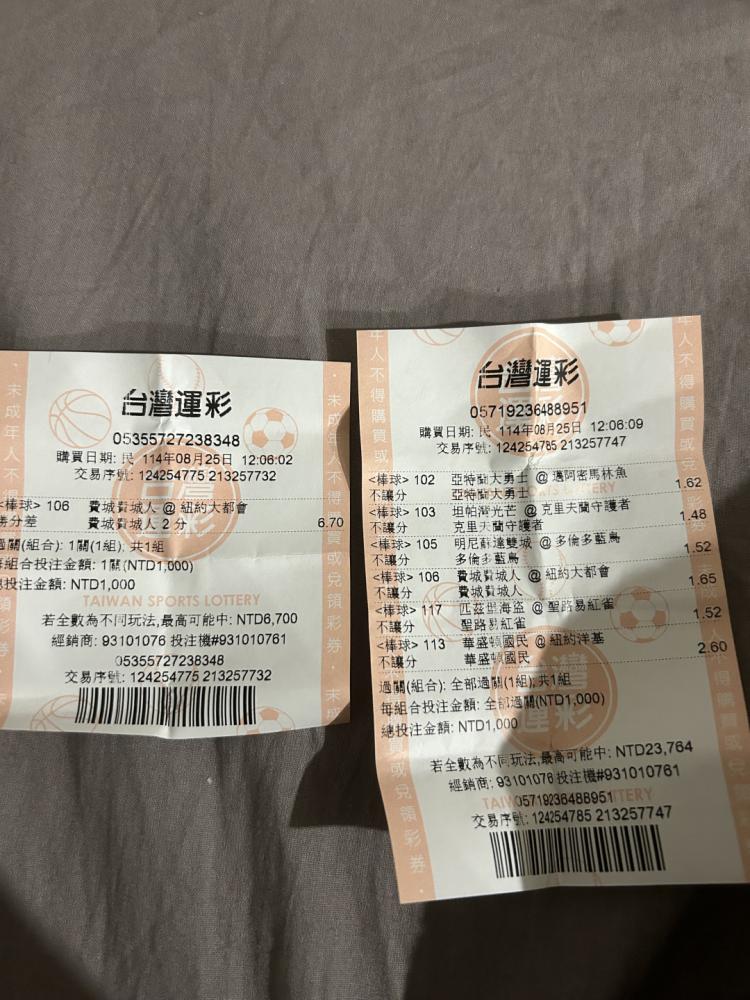 台灣運彩
05355727238348
購買日期: 民 114年08月25日 12:06:02
交易序號: 124254775 213257732
<棒球> 106 費城費城人 @ 紐約大都會
勝分差 費城費城人 2 分 6.70
過關(組合): 1關(1組), 共1組
每組合投注金額: 1關(NTD1,000)
總投注金額: NTD1,000
TAIWAN SPORTS LOTTERY
若全數為不同玩法,最高可能中: NTD6,700
經銷商: 93101076 投注機#931010761
05355727238348
交易序號: 124254775 213257732
台灣運彩
05719236488951
購買日期: 民 114年08月25日 12:06:09
交易序號: 124254785 213257747
<棒球> 102 亞特蘭大勇士 @ 邁阿密馬林魚
不讓分 亞特蘭大勇士 1.62
<棒球> 103 坦帕灣光芒 @ 克里夫蘭守護者
不讓分 克里夫蘭守護者 1.48
<棒球> 105 明尼蘇達雙城 @ 多倫多藍鳥
不讓分 多倫多藍鳥 1.52
<棒球> 106 費城費城人 @ 紐約大都會
不讓分 費城費城人 1.65
<棒球> 117 匹茲堡海盜 @ 聖路易紅雀
不讓分 聖路易紅雀 1.52
<棒球> 113 華盛頓國民 @ 紐約洋基
不讓分 華盛頓國民 2.60
過關(組合): 全部過關(1組), 共1組
每組合投注金額: 全部過關(NTD1,000)
總投注金額: NTD1,000
若全數為不同玩法,最高可能中: NTD23,764
經銷商: 93101076 投注機#931010761
05719236488951
交易序號: 124254785 213257747